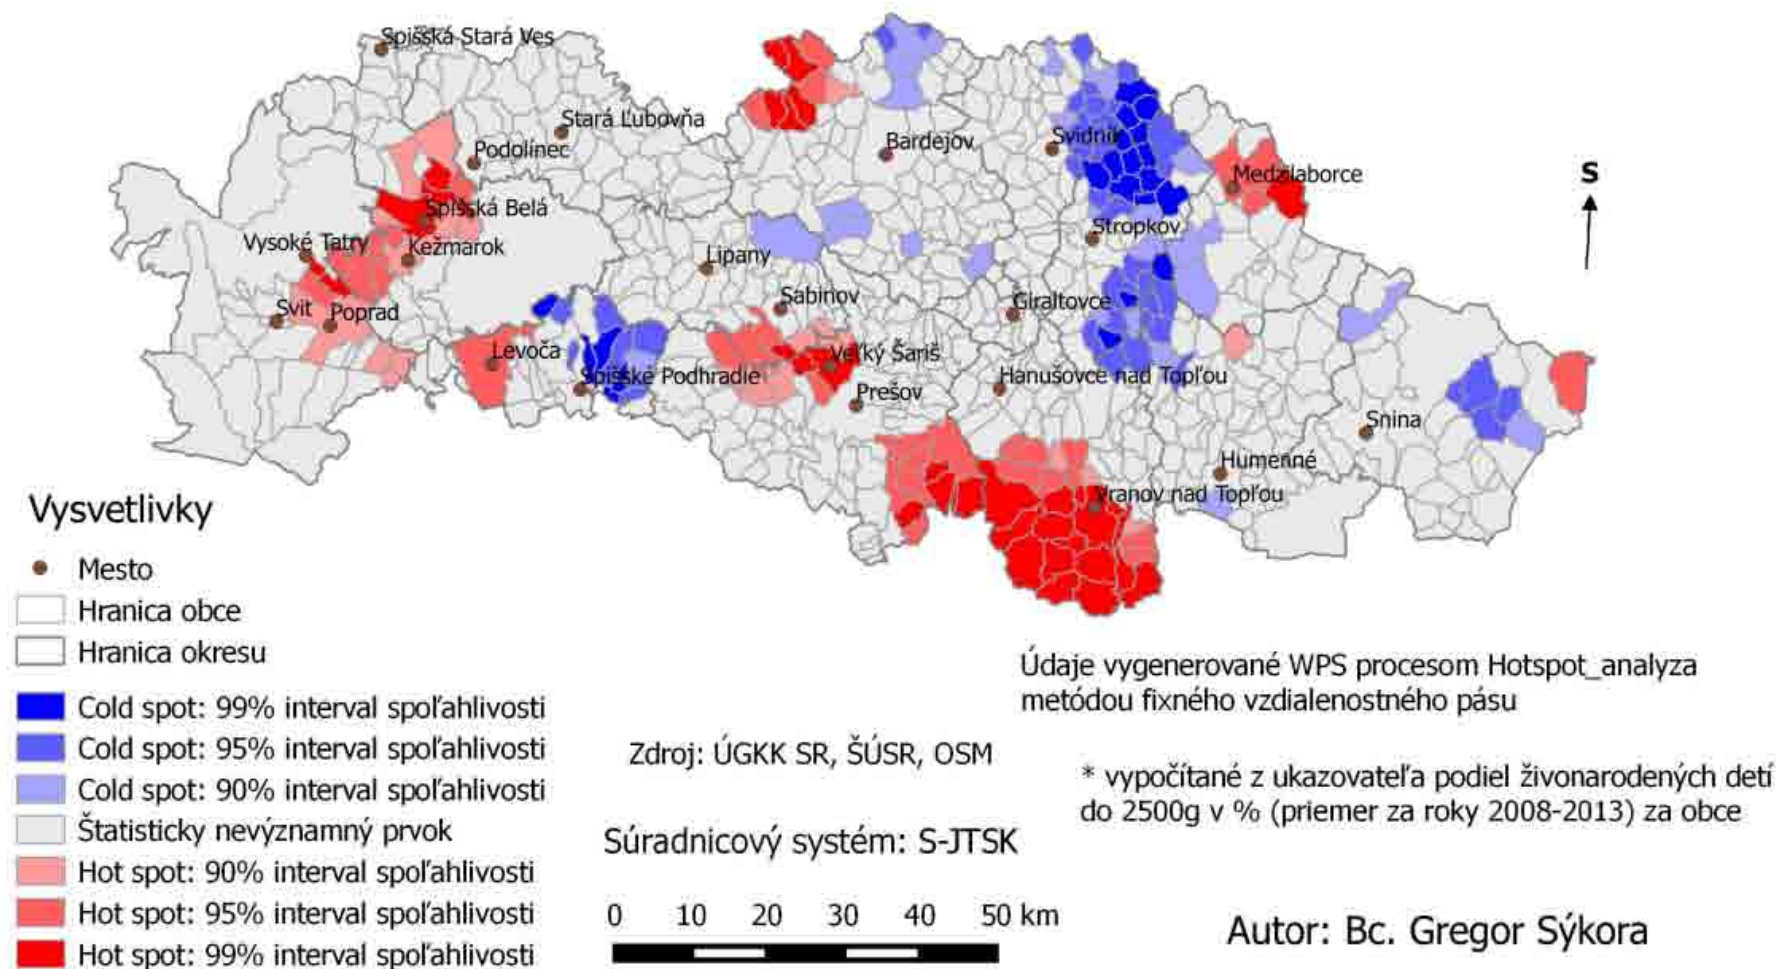 Spišská Stará Ves
Stará Ľubovňa
Podolínec
Bardejov
Svidník
Medzilaborce
S
Spišská Belá
Stropkov
Vysoké Tatry
Kežmarok
Lipany
Sabinov
Giraltovce
Svit
Poprad
Levoča
Veľký Šariš
Spišské Podhradie
Hanušovce nad Topľou
Prešov
Snina
Humenné
Vranov nad Topľou
Vysvetlivky
Mesto
Hranica obce
Hranica okresu
Cold spot: 99% interval spoľahlivosti
Cold spot: 95% interval spoľahlivosti
Cold spot: 90% interval spoľahlivosti
Štatisticky nevýznamný prvok
Hot spot: 90% interval spoľahlivosti
Hot spot: 95% interval spoľahlivosti
Hot spot: 99% interval spoľahlivosti
Údaje vygenerované WPS procesom Hotspot_analyza
metódou fixného vzdialenostného pásu
Zdroj: ÚGKK SR, ŠÚSR, OSM
* vypočítané z ukazovateľa podiel živonarodených detí
do 2500g v % (priemer za roky 2008-2013) za obce
Súradnicový systém: S-JTSK
0 10 20 30 40 50 km
Autor: Bc. Gregor Sýkora